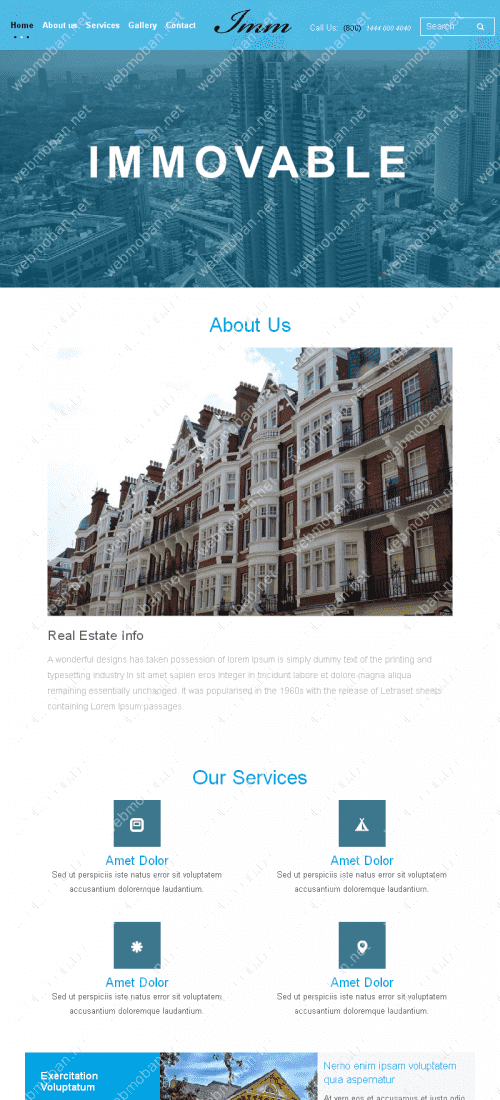 Home About us Services Gallery Contact Imm Call Us: (800) 1444 000 4040 Search
IMMOVABLE
About Us
Real Estate info
A wonderful designs has taken possession of lorem Ipsum is simply dummy text of the printing and
typesetting industry In sit amet sapien eros Integer in tincidunt labore et dolore magna aliqua
remaining essentially unchanged. It was popularised in the 1960s with the release of Letraset sheets
containing Lorem Ipsum passages.
Our Services
Amet Dolor
Sed ut perspiciis iste natus error sit voluptatem
accusantium doloremque laudantium.
Amet Dolor
Sed ut perspiciis iste natus error sit voluptatem
accusantium doloremque laudantium.
Amet Dolor
Sed ut perspiciis iste natus error sit voluptatem
accusantium doloremque laudantium.
Amet Dolor
Sed ut perspiciis iste natus error sit voluptatem
accusantium doloremque laudantium.
Exercitation
Voluptatum
Nemo enim ipsam voluptatem
quia aspernatur
At vero eos et accusamus et iusto odio
webmoban.net